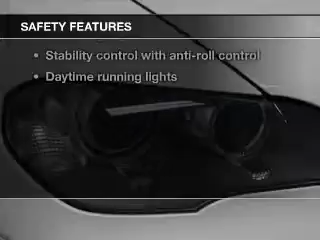 SAFETY FEATURES
• Stability control with anti-roll control
• Daytime running lights